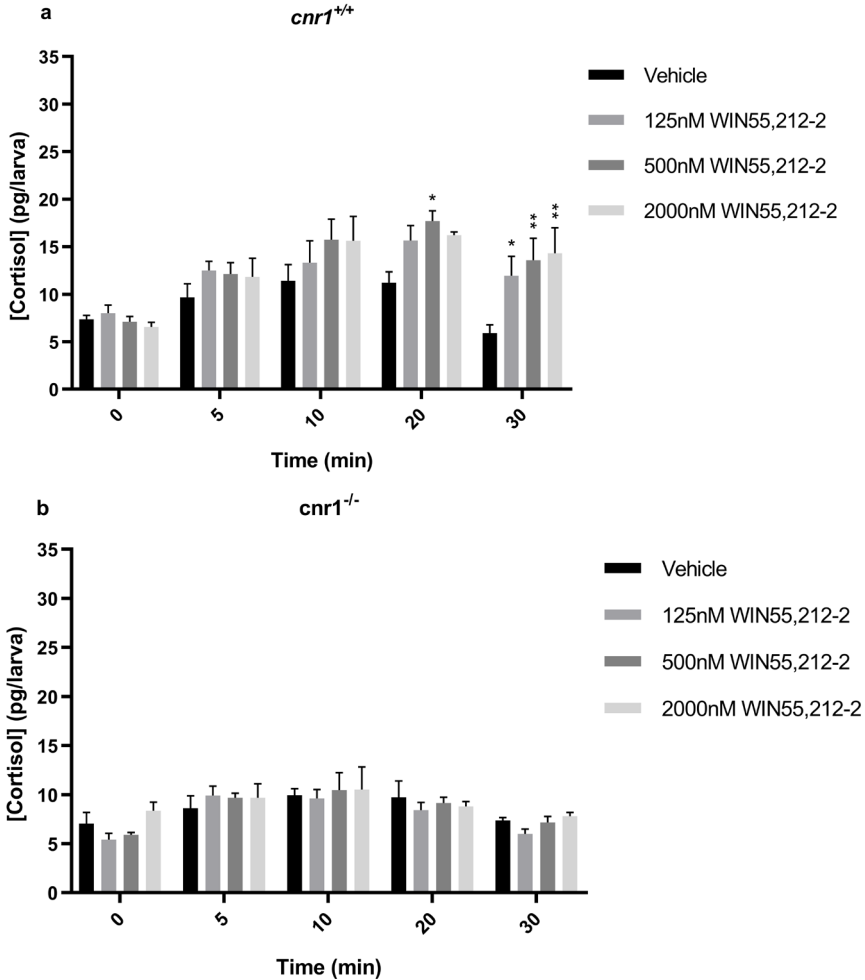 a
cnr1+/+
35
30
25
20
15
10
5
0
[Cortisol] (pg/larva)
*
*
**
**
0
5
10
20
30
Time (min)
Vehicle
125nM WIN55,212-2
500nM WIN55,212-2
2000nM WIN55,212-2
b
cnr1-/-
35
30
25
20
15
10
5
0
[Cortisol] (pg/larva)
0
5
10
20
30
Time (min)
Vehicle
125nM WIN55,212-2
500nM WIN55,212-2
2000nM WIN55,212-2